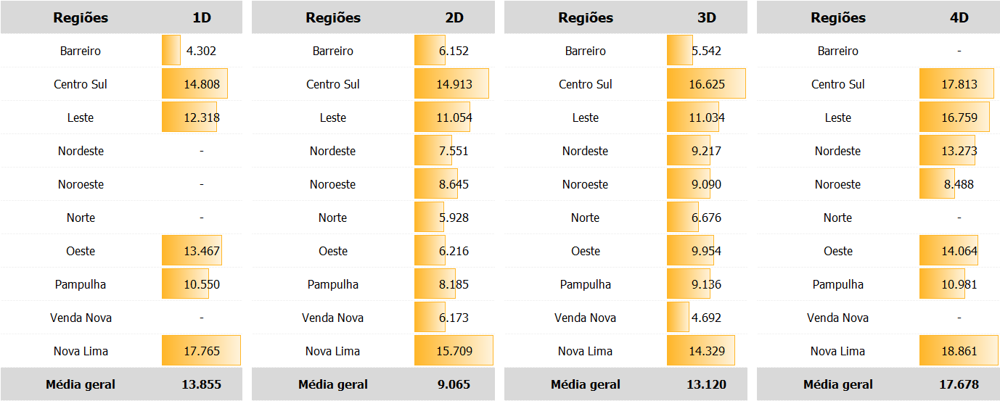 Regiões 1D Regiões 2D Regiões 3D Regiões 4D
Barreiro 4.302 Barreiro 6.152 Barreiro 5.542 Barreiro -
Centro Sul 14.808 Centro Sul 14.913 Centro Sul 16.625 Centro Sul 17.813
Leste 12.318 Leste 11.054 Leste 11.034 Leste 16.759
Nordeste - Nordeste 7.551 Nordeste 9.217 Nordeste 13.273
Noroeste - Noroeste 8.645 Noroeste 9.090 Noroeste 8.488
Norte - Norte 5.928 Norte 6.676 Norte -
Oeste 13.467 Oeste 6.216 Oeste 9.954 Oeste 14.064
Pampulha 10.550 Pampulha 8.185 Pampulha 9.136 Pampulha 10.981
Venda Nova - Venda Nova 6.173 Venda Nova 4.692 Venda Nova -
Nova Lima 17.765 Nova Lima 15.709 Nova Lima 14.329 Nova Lima 18.861
Média geral 13.855 Média geral 9.065 Média geral 13.120 Média geral 17.678